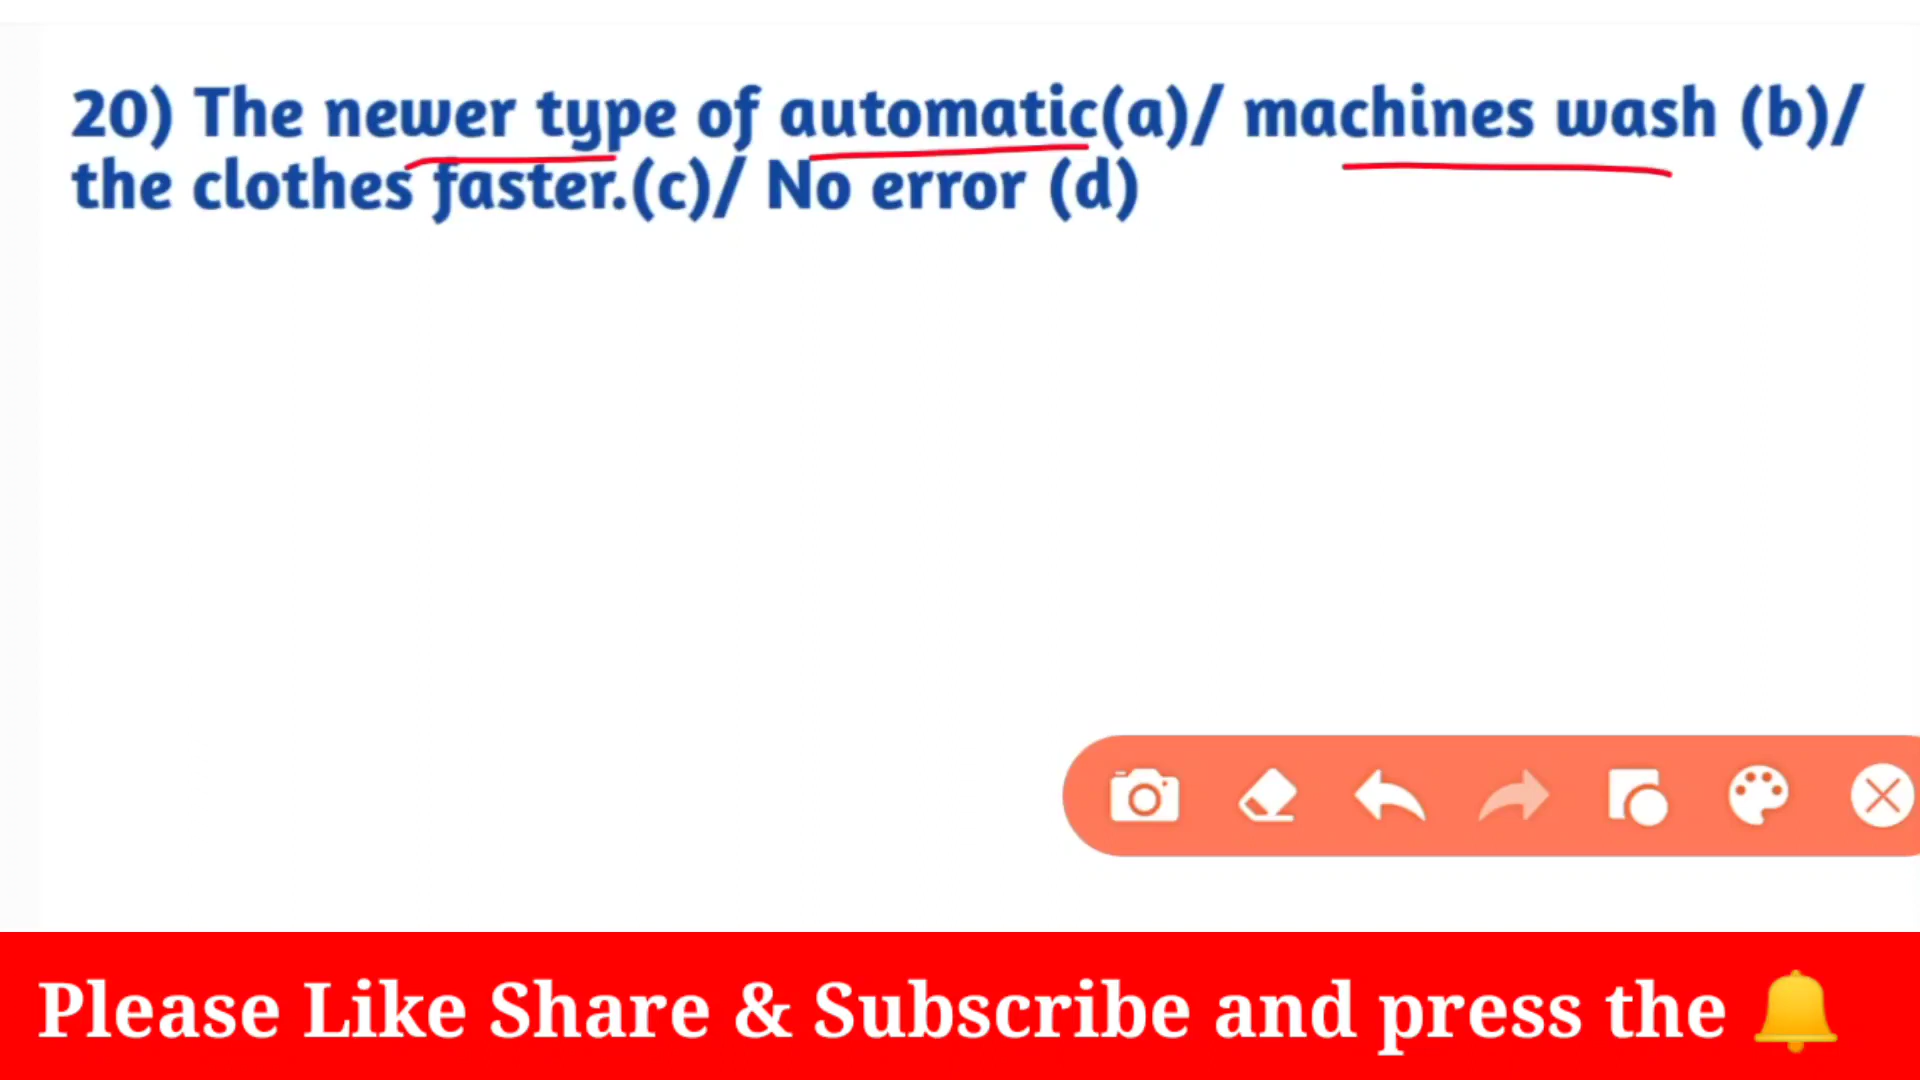 20) The newer type of automatic(a)/ machines wash (b)/
the clothes faster.(c)/ No error (d)
Please Like Share & Subscribe and press the 🔔